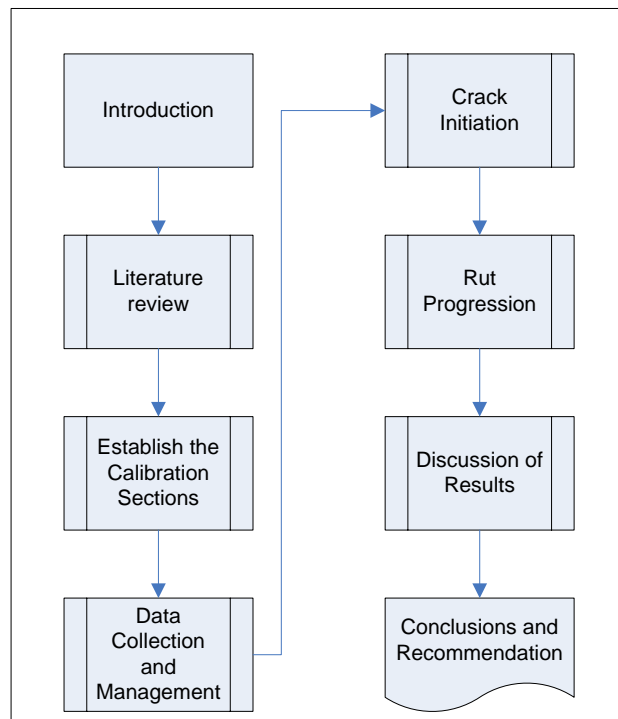 Introduction
Literature
review
Establish the
Calibration
Sections
Data
Collection
and
Management
Crack
Initiation
Rut
Progression
Discussion of
Results
Conclusions and
Recommendation